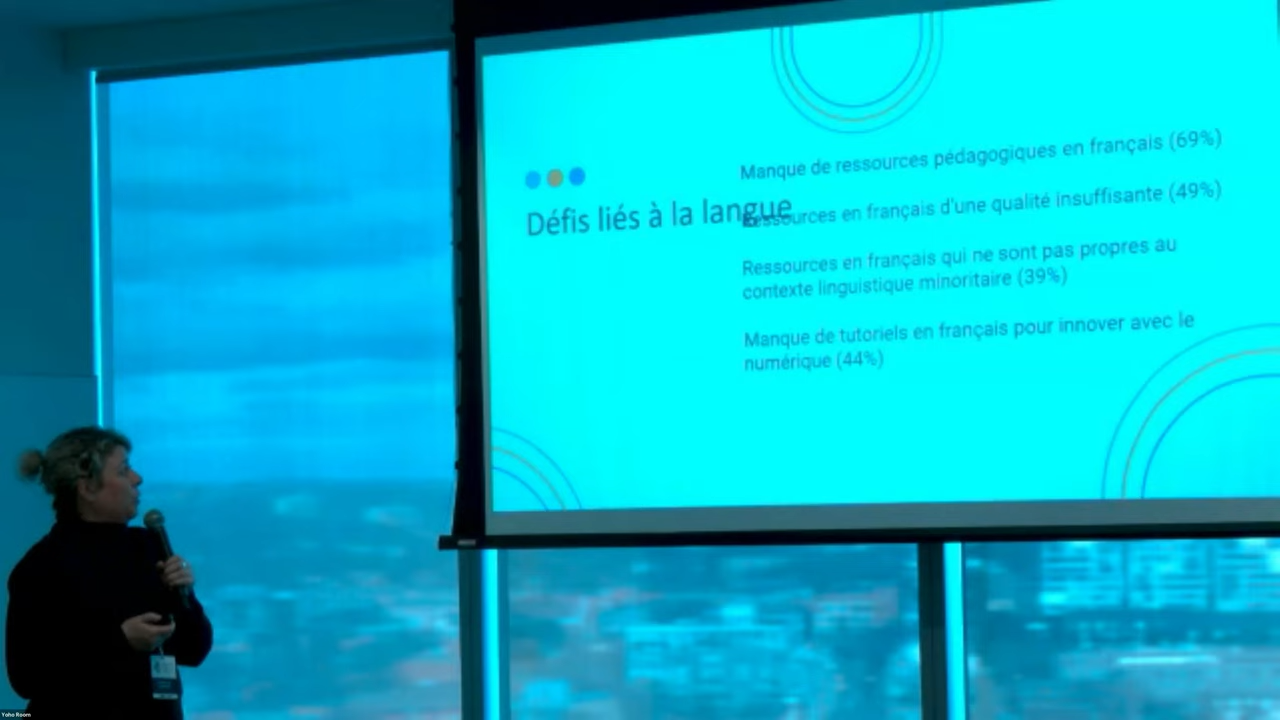 Défis liés à la langue
Manque de ressources pédagogiques en français (69%)
Ressources en français d'une qualité insuffisante (49%)
Ressources en français qui ne sont pas propres au
contexte linguistique minoritaire (39%)
Manque de tutoriels en français pour innover avec le
numérique (44%)
Yoho Room